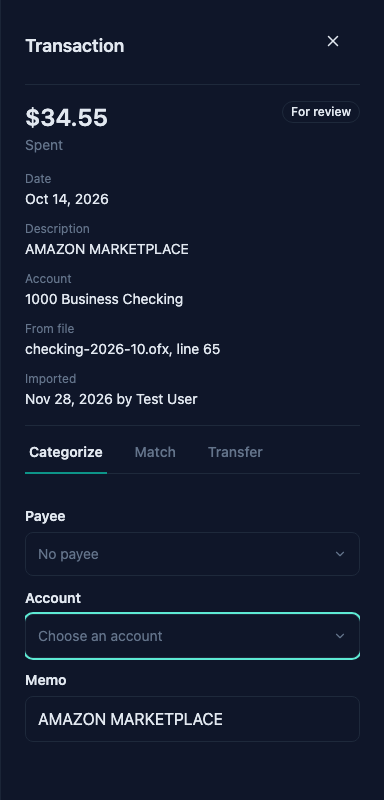 Transaction
$34.55
For review
Spent
Date
Oct 14, 2026
Description
AMAZON MARKETPLACE
Account
1000 Business Checking
From file
checking-2026-10.ofx, line 65
Imported
Nov 28, 2026 by Test User
Categorize Match Transfer
Payee
No payee
Account
Choose an account
Memo
AMAZON MARKETPLACE